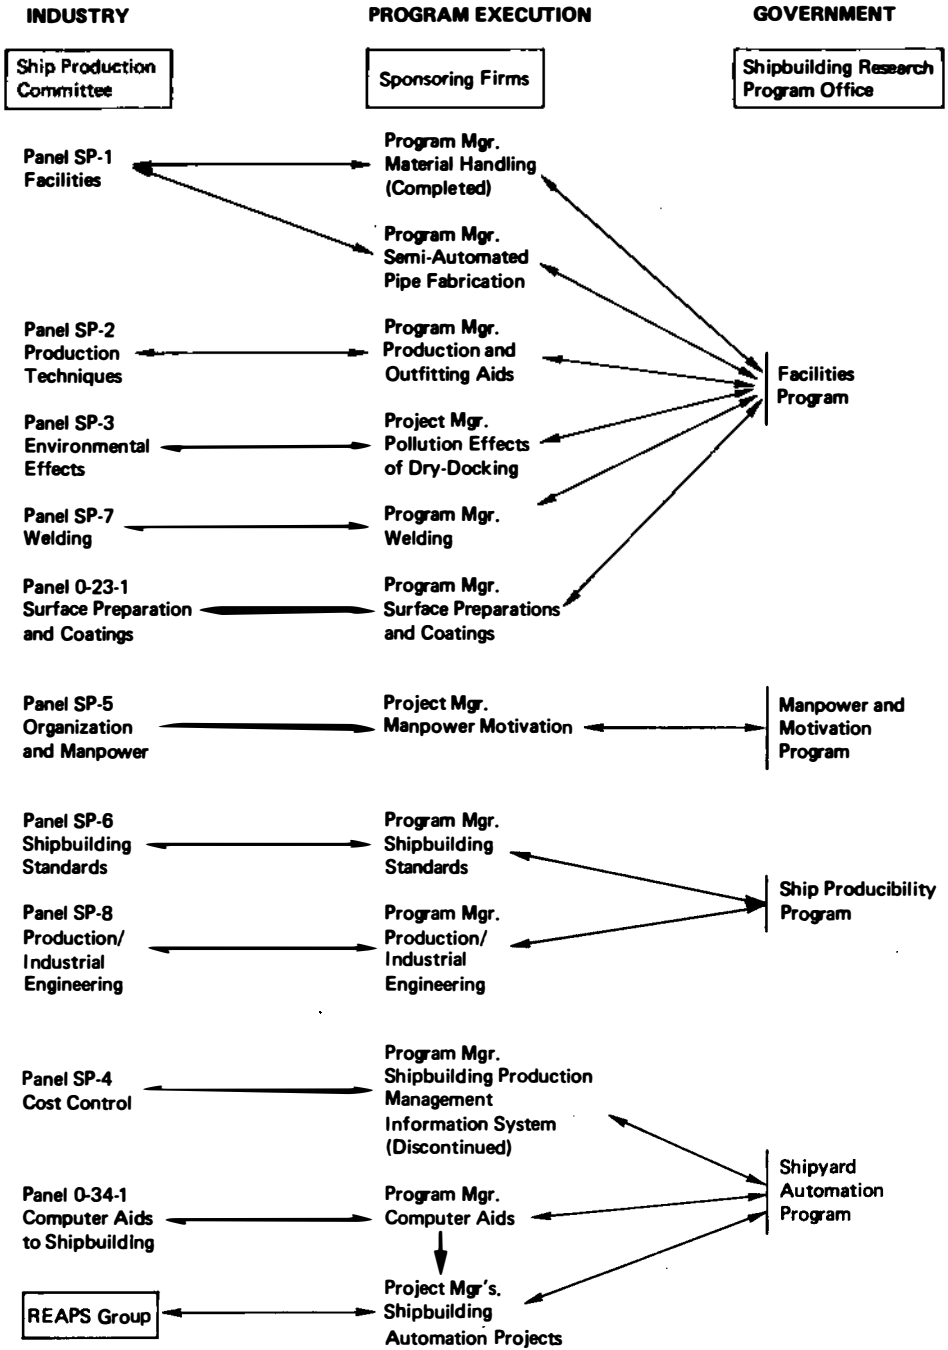 INDUSTRY
PROGRAM EXECUTION
GOVERNMENT
Ship Production
Committee
Sponsoring Firms
Shipbuilding Research
Program Office
Panel SP-1
Facilities
Program Mgr.
Material Handling
(Completed)
Program Mgr.
Semi-Automated
Pipe Fabrication
Panel SP-2
Production
Techniques
Program Mgr.
Production and
Outfitting Aids
Facilities
Program
Panel SP-3
Environmental
Effects
Project Mgr.
Pollution Effects
of Dry-Docking
Panel SP-7
Welding
Program Mgr.
Welding
Panel 0-23-1
Surface Preparation
and Coatings
Program Mgr.
Surface Preparations
and Coatings
Panel SP-5
Organization
and Manpower
Project Mgr.
Manpower Motivation
Manpower and
Motivation
Program
Panel SP-6
Shipbuilding
Standards
Program Mgr.
Shipbuilding
Standards
Ship Producibility
Program
Panel SP-8
Production/
Industrial
Engineering
Program Mgr.
Production/
Industrial
Engineering
Panel SP-4
Cost Control
Program Mgr.
Shipbuilding Production
Management
Information System
(Discontinued)
Shipyard
Automation
Program
Panel 0-34-1
Computer Aids
to Shipbuilding
Program Mgr.
Computer Aids
REAPS Group
Project Mgr's.
Shipbuilding
Automation Projects